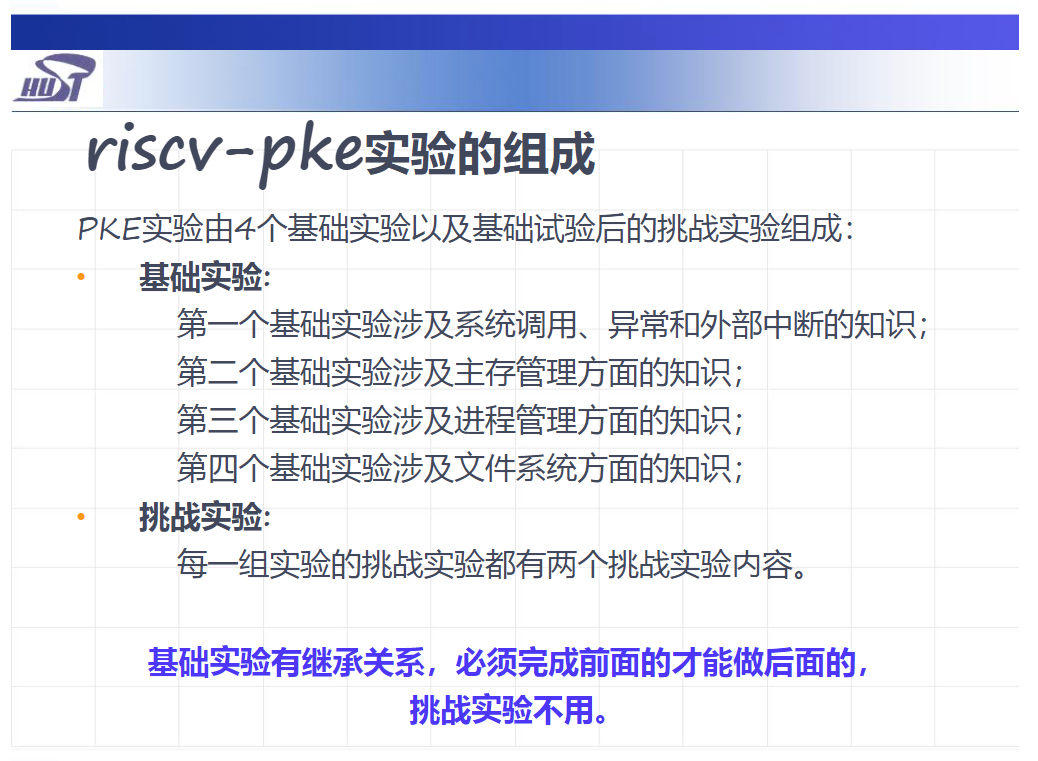 HUST
riscv-pke实验的组成
PKE实验由4个基础实验以及基础试验后的挑战实验组成：
• 基础实验:
第一个基础实验涉及系统调用、异常和外部中断的知识；
第二个基础实验涉及主存管理方面的知识；
第三个基础实验涉及进程管理方面的知识；
第四个基础实验涉及文件系统方面的知识；
• 挑战实验:
每一组实验的挑战实验都有两个挑战实验内容。
基础实验有继承关系，必须完成前面的才能做后面的，
挑战实验不用。